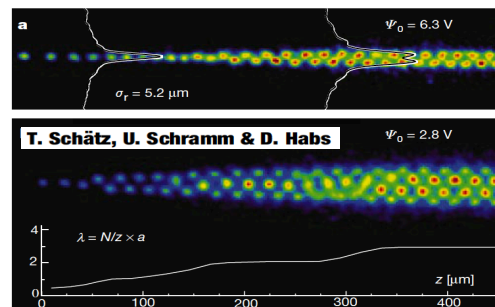 a
Ψ₀ = 6.3 V
σr = 5.2 μm
T. Schätz, U. Schramm & D. Habs
Ψ₀ = 2.8 V
4
λ = N/z × a
2
z [μm]
0
0 100 200 300 400